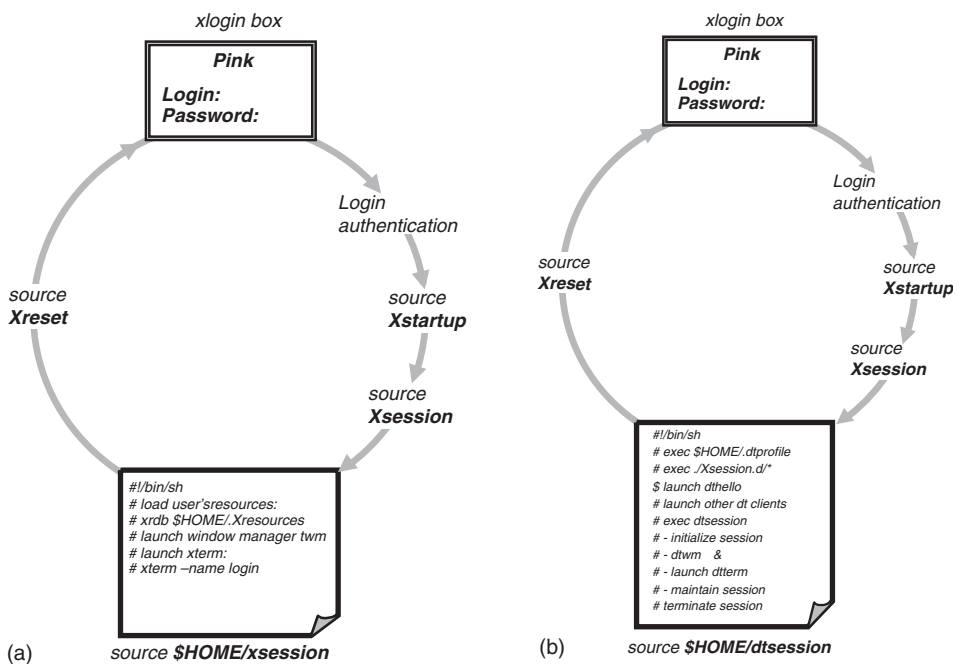 xlogin box
Pink
Login:
Password:
Login
authentication
source
Xstartup
source
Xsession
source
Xreset
#!/bin/sh
# load user'sresources:
# xrdb $HOME/.Xresources
# launch window manager twm
# launch xterm:
# xterm –name login
(a)
source $HOME/xsession
xlogin box
Pink
Login:
Password:
Login
authentication
source
Xstartup
source
Xsession
source
Xreset
#!/bin/sh
# exec $HOME/.dtprofile
# exec ./Xsession.d/*
$ launch dthello
# launch other dt clients
# exec dtsession
# - initialize session
# - dtwm &
# - launch dtterm
# - maintain session
# terminate session
(b)
source $HOME/dtsession